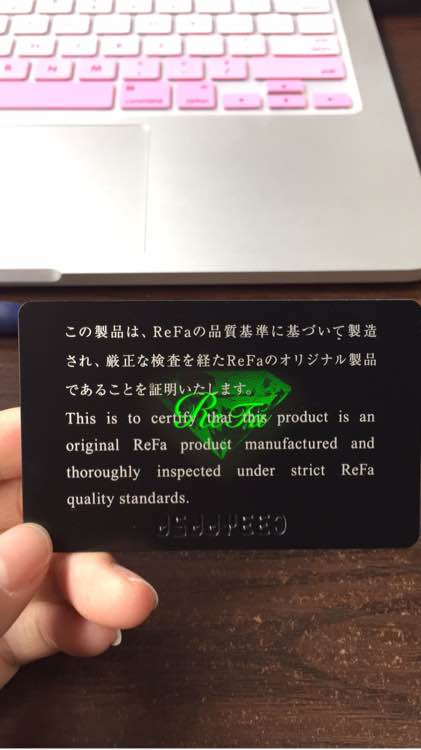 この製品は、ReFaの品質基準に基づいて製造
され、厳正な検査を経たReFaのオリジナル製品
であることを証明いたします。
This is to certify that this product is an
original ReFa product manufactured and
thoroughly inspected under strict ReFa
quality standards.
ReFa